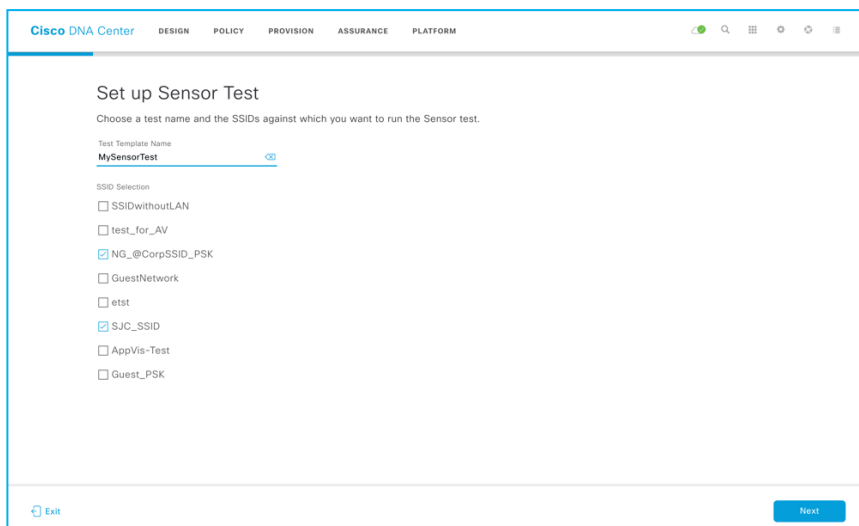 Cisco DNA Center DESIGN POLICY PROVISION ASSURANCE PLATFORM
Set up Sensor Test
Choose a test name and the SSIDs against which you want to run the Sensor test.
Test Template Name
MySensorTest
SSID Selection
SSIDwithoutLAN
test_for_AV
NG_@CorpSSID_PSK
GuestNetwork
etst
SJC_SSID
AppVis-Test
Guest_PSK
Exit Next